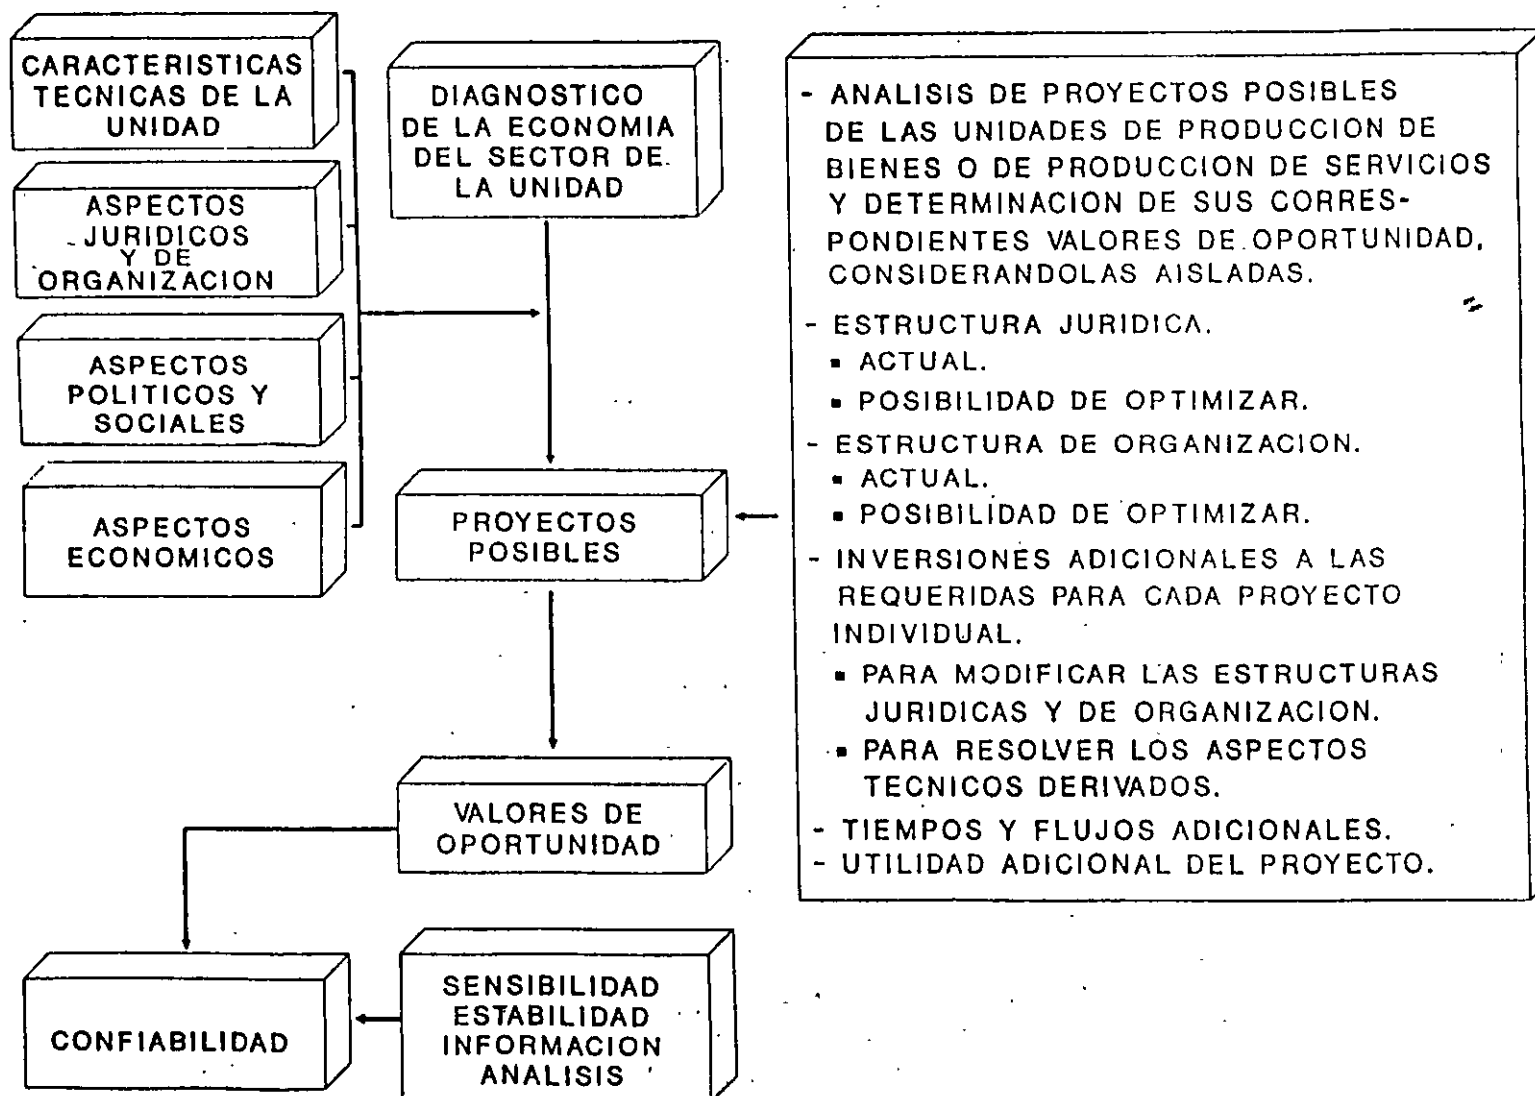 CARACTERISTICAS
TECNICAS DE LA
UNIDAD
ASPECTOS
JURIDICOS
Y DE
ORGANIZACION
ASPECTOS
POLITICOS Y
SOCIALES
ASPECTOS
ECONOMICOS
DIAGNOSTICO
DE LA ECONOMIA
DEL SECTOR DE
LA UNIDAD
PROYECTOS
POSIBLES
VALORES DE
OPORTUNIDAD
CONFIABILIDAD
SENSIBILIDAD
ESTABILIDAD
INFORMACION
ANALISIS
- ANALISIS DE PROYECTOS POSIBLES
DE LAS UNIDADES DE PRODUCCION DE
BIENES O DE PRODUCCION DE SERVICIOS
Y DETERMINACION DE SUS CORRES-
PONDIENTES VALORES DE OPORTUNIDAD,
CONSIDERANDOLAS AISLADAS.
- ESTRUCTURA JURIDICA.
▪ ACTUAL.
▪ POSIBILIDAD DE OPTIMIZAR.
- ESTRUCTURA DE ORGANIZACION.
▪ ACTUAL.
▪ POSIBILIDAD DE OPTIMIZAR.
- INVERSIONES ADICIONALES A LAS
REQUERIDAS PARA CADA PROYECTO
INDIVIDUAL.
▪ PARA MODIFICAR LAS ESTRUCTURAS
JURIDICAS Y DE ORGANIZACION.
▪ PARA RESOLVER LOS ASPECTOS
TECNICOS DERIVADOS.
- TIEMPOS Y FLUJOS ADICIONALES.
- UTILIDAD ADICIONAL DEL PROYECTO.